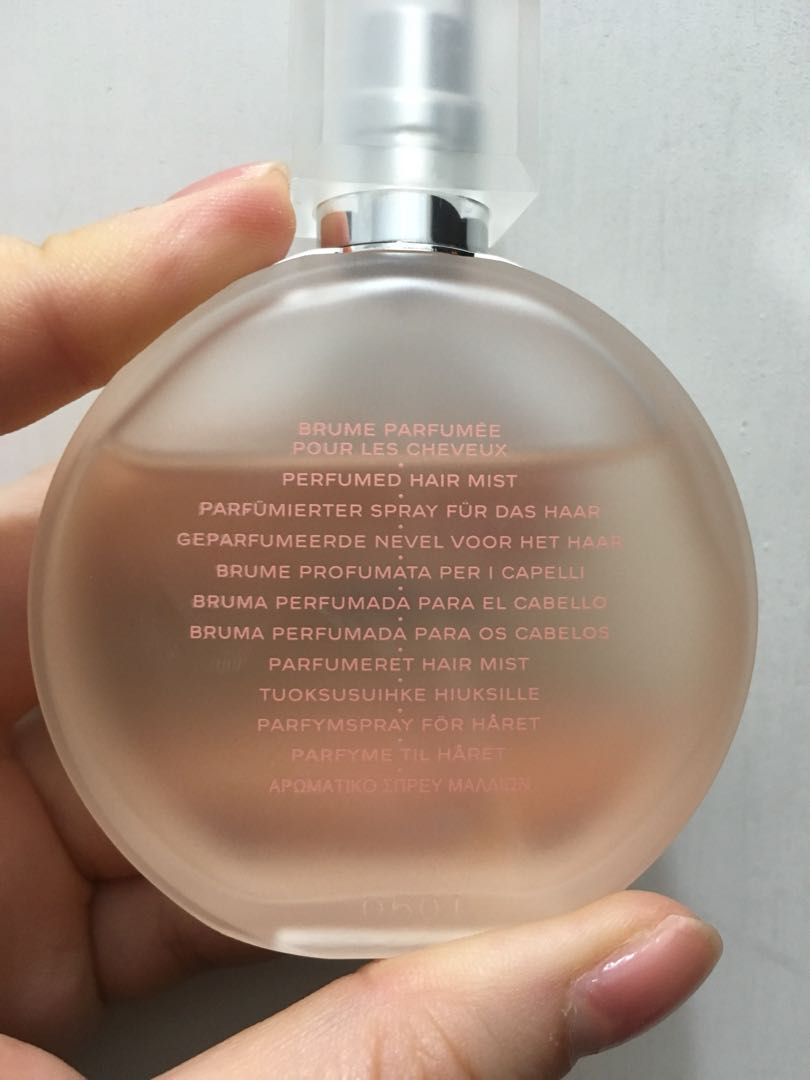 BRUME PARFUMÉE
POUR LES CHEVEUX
PERFUMED HAIR MIST
PARFÜMIERTER SPRAY FÜR DAS HAAR
GEPARFUMEERDE NEVEL VOOR HET HAAR
BRUME PROFUMATA PER I CAPELLI
BRUMA PERFUMADA PARA EL CABELLO
BRUMA PERFUMADA PARA OS CABELOS
PARFUMERET HAIR MIST
TUOKSUSUIHKE HIUKSILLE
PARFYMSPRAY FÖR HÅRET
PARFYME TIL HÅRET
ΑΡΩΜΑΤΙΚΟ ΣΠΡΕΥ ΜΑΛΛΙΩΝ